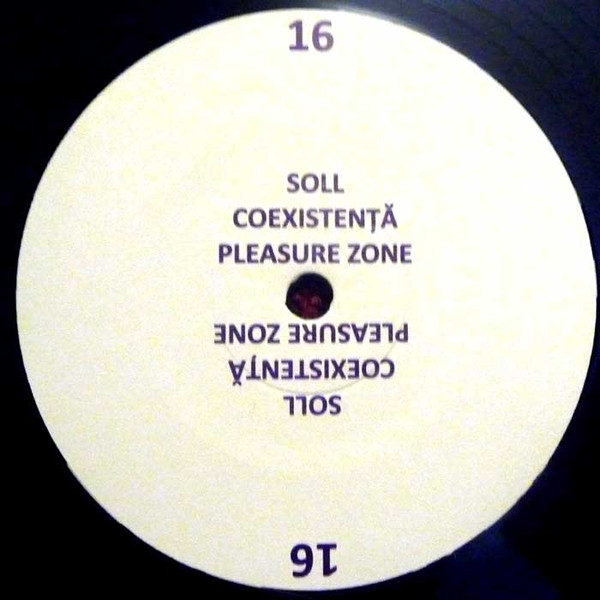 16
SOLL
COEXISTENȚĂ
PLEASURE ZONE
PLEASURE ZONE
COEXISTENȚĂ
SOLL
16